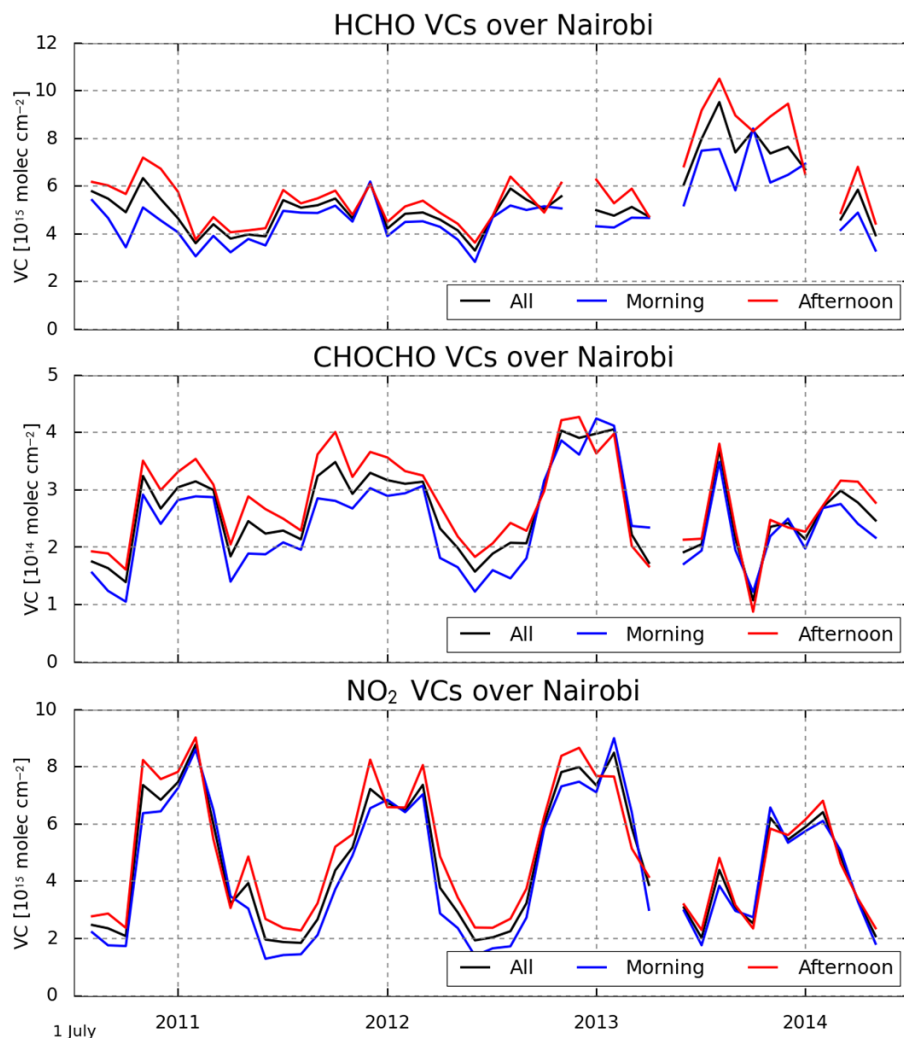 HCHO VCs over Nairobi
12
10
8
6
4
2
0
VC [10¹⁵ molec cm⁻²]
All Morning Afternoon
CHOCHO VCs over Nairobi
5
4
3
2
1
0
VC [10¹⁴ molec cm⁻²]
All Morning Afternoon
NO₂ VCs over Nairobi
10
8
6
4
2
0
VC [10¹⁵ molec cm⁻²]
All Morning Afternoon
1 July 2011 2012 2013 2014